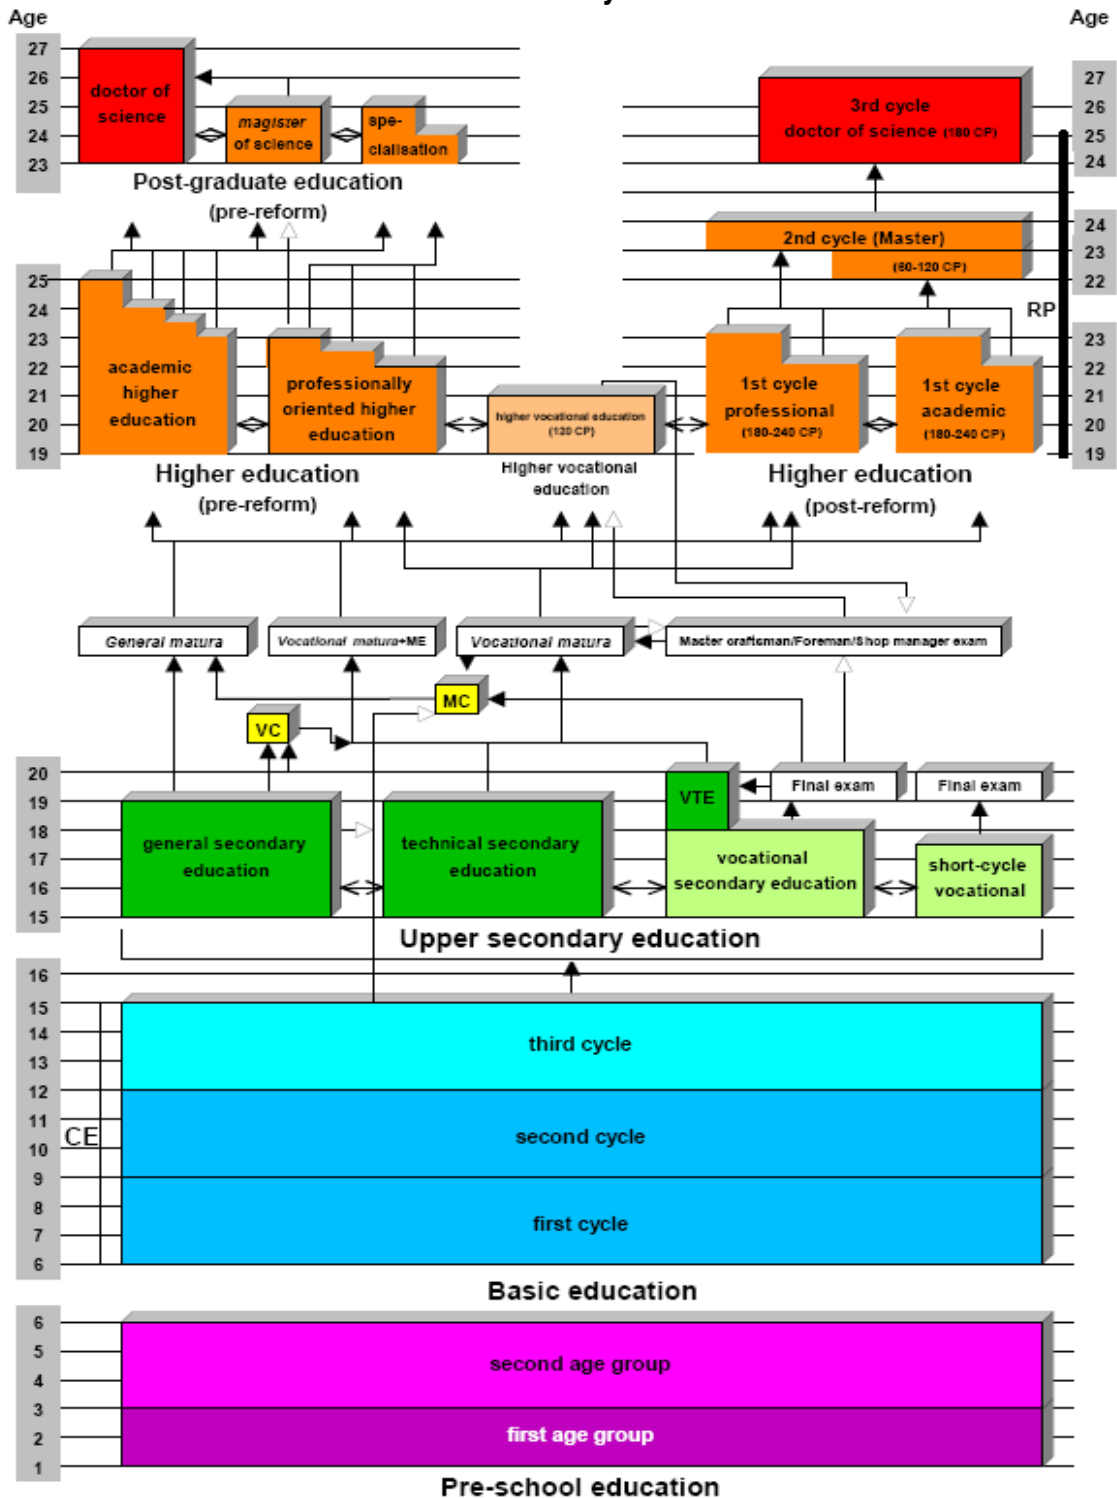 Age
Age
27
26
25
24
23
doctor of
science
magister
of science
spe-
cialisation
Post-graduate education
(pre-reform)
3rd cycle
doctor of science (180 CP)
27
26
25
24
2nd cycle (Master)
(60-120 CP)
24
23
22
RP
25
24
23
22
21
20
19
academic
higher
education
professionally
oriented higher
education
higher vocational education
(120 CP)
1st cycle
professional
(180-240 CP)
1st cycle
academic
(180-240 CP)
23
22
21
20
19
Higher education
(pre-reform)
Higher vocational
education
Higher education
(post-reform)
General matura
Vocational matura+ME
Vocational matura
Master craftsman/Foreman/Shop manager exam
MC
VC
20
19
18
17
16
15
general secondary
education
technical secondary
education
VTE
Final exam
Final exam
vocational
secondary education
short-cycle
vocational
Upper secondary education
16
15
14
13
12
11
10
9
8
7
6
CE
third cycle
second cycle
first cycle
Basic education
6
5
4
3
2
1
second age group
first age group
Pre-school education